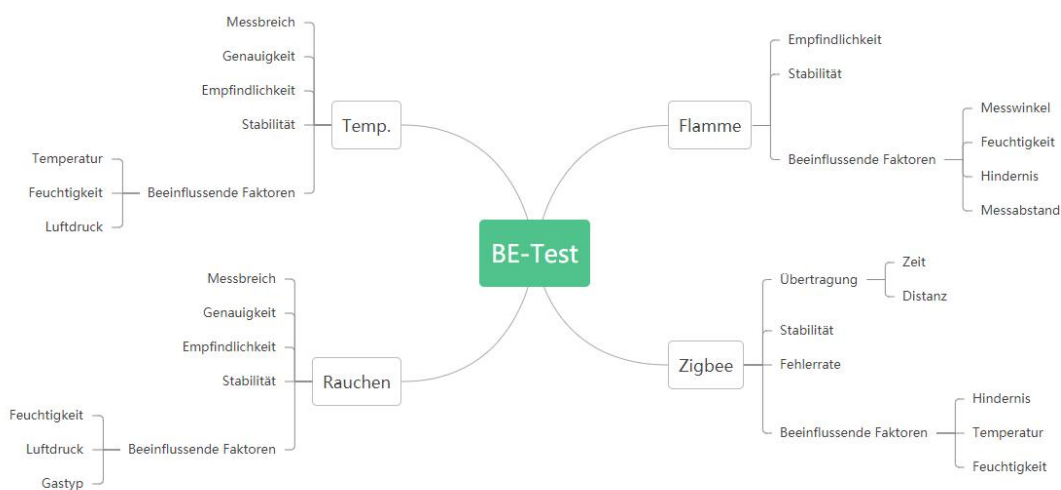 BE-Test
Temp.
Messbreich
Genauigkeit
Empfindlichkeit
Stabilität
Beeinflussende Faktoren
Temperatur
Feuchtigkeit
Luftdruck
Rauchen
Messbreich
Genauigkeit
Empfindlichkeit
Stabilität
Beeinflussende Faktoren
Feuchtigkeit
Luftdruck
Gastyp
Flamme
Empfindlichkeit
Stabilität
Beeinflussende Faktoren
Messwinkel
Feuchtigkeit
Hindernis
Messabstand
Zigbee
Übertragung
Zeit
Distanz
Stabilität
Fehlerrate
Beeinflussende Faktoren
Hindernis
Temperatur
Feuchtigkeit